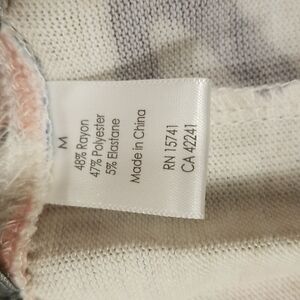 M
48% Rayon
47% Polyester
5% Elastane
Made in China
RN 15741
CA 42241